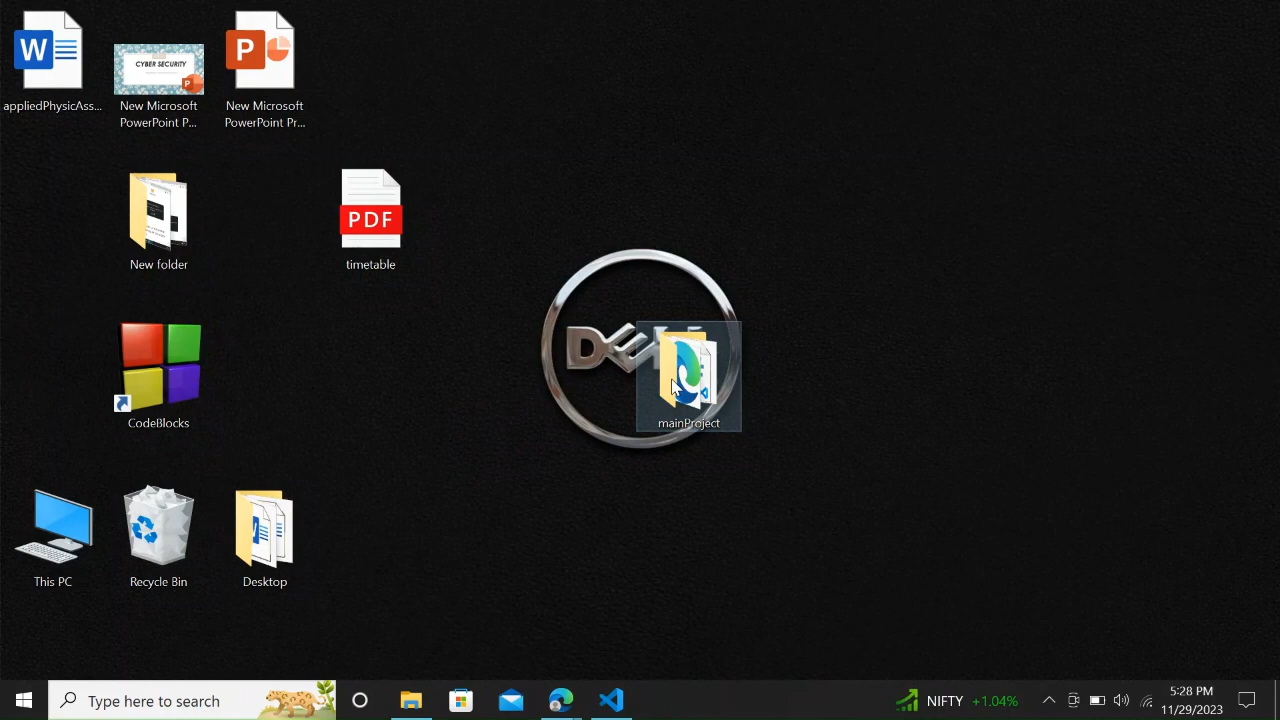 W
appliedPhysicAss...
CYBER SECURITY
P
New Microsoft
PowerPoint P...
P
New Microsoft
PowerPoint Pr...
New folder
PDF
timetable
CodeBlocks
mainProject
This PC
Recycle Bin
Desktop
Type here to search
NIFTY +1.04%
:28 PM
11/29/2023